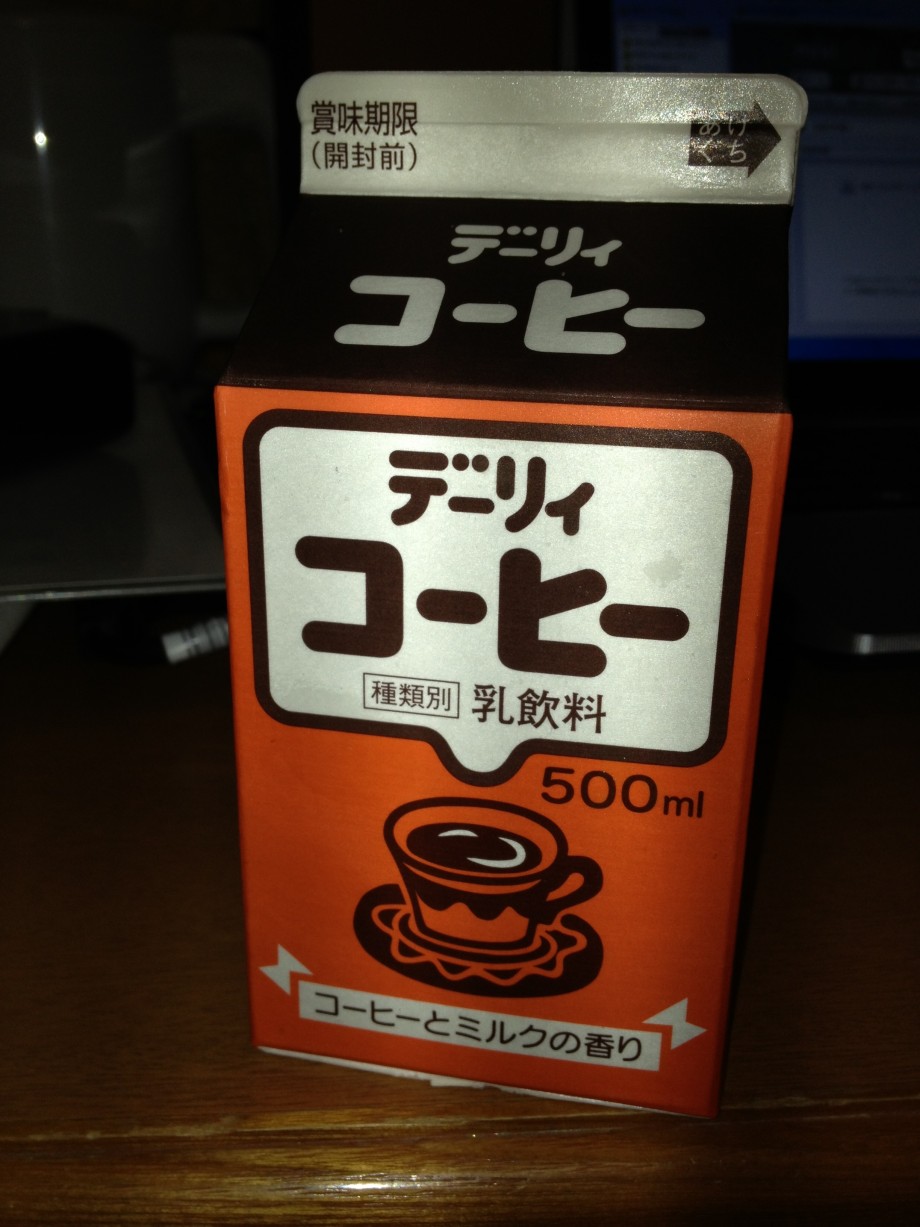 賞味期限
(開封前)
あけ
ぐち
デーリィ
コーヒー
デーリィ
コーヒー
種類別 乳飲料
500ml
コーヒーとミルクの香り